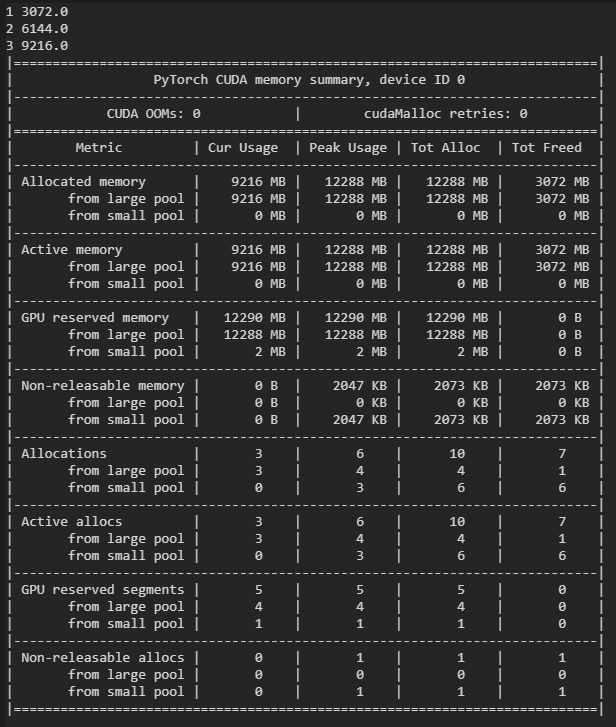 1 3072.0
2 6144.0
3 9216.0
|===========================================================================|
|                  PyTorch CUDA memory summary, device ID 0                 |
|---------------------------------------------------------------------------|
|            CUDA OOMs: 0            |        cudaMalloc retries: 0         |
|===========================================================================|
|        Metric         | Cur Usage  | Peak Usage | Tot Alloc  | Tot Freed  |
|---------------------------------------------------------------------------|
| Allocated memory      |    9216 MB |   12288 MB |   12288 MB |    3072 MB |
|       from large pool |    9216 MB |   12288 MB |   12288 MB |    3072 MB |
|       from small pool |       0 MB |       0 MB |       0 MB |       0 MB |
|---------------------------------------------------------------------------|
| Active memory         |    9216 MB |   12288 MB |   12288 MB |    3072 MB |
|       from large pool |    9216 MB |   12288 MB |   12288 MB |    3072 MB |
|       from small pool |       0 MB |       0 MB |       0 MB |       0 MB |
|---------------------------------------------------------------------------|
| GPU reserved memory   |   12290 MB |   12290 MB |   12290 MB |       0 B  |
|       from large pool |   12288 MB |   12288 MB |   12288 MB |       0 B  |
|       from small pool |       2 MB |       2 MB |       2 MB |       0 B  |
|---------------------------------------------------------------------------|
| Non-releasable memory |       0 B  |    2047 KB |    2073 KB |    2073 KB |
|       from large pool |       0 B  |       0 KB |       0 KB |       0 KB |
|       from small pool |       0 B  |    2047 KB |    2073 KB |    2073 KB |
|---------------------------------------------------------------------------|
| Allocations           |       3    |       6    |      10    |       7    |
|       from large pool |       3    |       4    |       4    |       1    |
|       from small pool |       0    |       3    |       6    |       6    |
|---------------------------------------------------------------------------|
| Active allocs         |       3    |       6    |      10    |       7    |
|       from large pool |       3    |       4    |       4    |       1    |
|       from small pool |       0    |       3    |       6    |       6    |
|---------------------------------------------------------------------------|
| GPU reserved segments |       5    |       5    |       5    |       0    |
|       from large pool |       4    |       4    |       4    |       0    |
|       from small pool |       1    |       1    |       1    |       0    |
|---------------------------------------------------------------------------|
| Non-releasable allocs |       0    |       1    |       1    |       1    |
|       from large pool |       0    |       0    |       0    |       0    |
|       from small pool |       0    |       1    |       1    |       1    |
|===========================================================================|